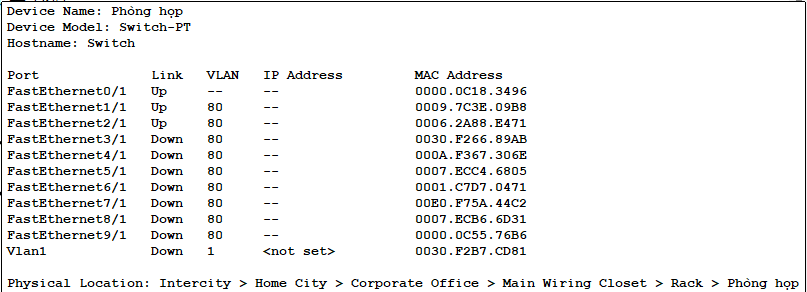 Device Name: Phòng họp
Device Model: Switch-PT
Hostname: Switch
Port Link VLAN IP Address MAC Address
FastEthernet0/1 Up -- -- 0000.0C18.3496
FastEthernet1/1 Up 80 -- 0009.7C3E.09B8
FastEthernet2/1 Up 80 -- 0006.2A88.E471
FastEthernet3/1 Down 80 -- 0030.F266.89AB
FastEthernet4/1 Down 80 -- 000A.F367.306E
FastEthernet5/1 Down 80 -- 0007.ECC4.6805
FastEthernet6/1 Down 80 -- 0001.C7D7.0471
FastEthernet7/1 Down 80 -- 00E0.F75A.44C2
FastEthernet8/1 Down 80 -- 0007.ECB6.6D31
FastEthernet9/1 Down 80 -- 0000.0C55.76B6
Vlan1 Down 1 <not set> 0030.F2B7.CD81
Physical Location: Intercity > Home City > Corporate Office > Main Wiring Closet > Rack > Phòng họp